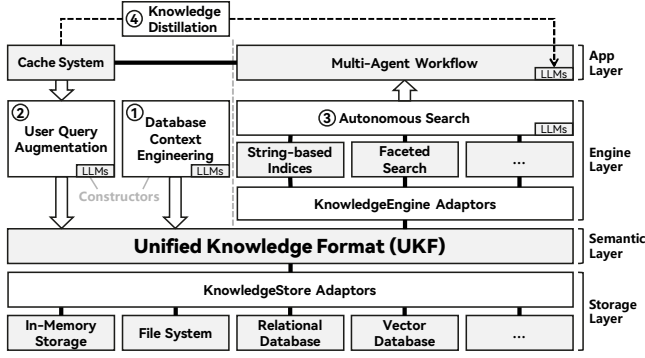 ④ Knowledge
Distillation
Cache System
Multi-Agent Workflow
LLMs
App
Layer
②
User Query
Augmentation
LLMs
①
Database
Context
Engineering
LLMs
Constructors
③ Autonomous Search
LLMs
String-based
Indices
Faceted
Search
...
KnowledgeEngine Adaptors
Engine
Layer
Unified Knowledge Format (UKF)
Semantic
Layer
KnowledgeStore Adaptors
In-Memory
Storage
File System
Relational
Database
Vector
Database
...
Storage
Layer